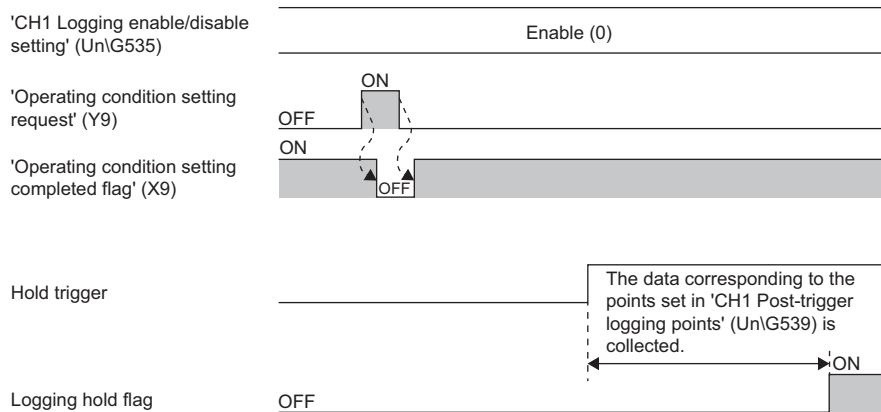 'CH1 Logging enable/disable
setting' (Un\G535)
Enable (0)
'Operating condition setting
request' (Y9)
ON
OFF
'Operating condition setting
completed flag' (X9)
ON
OFF
Hold trigger
The data corresponding to the
points set in 'CH1 Post-trigger
logging points' (Un\G539) is
collected.
Logging hold flag
OFF
ON